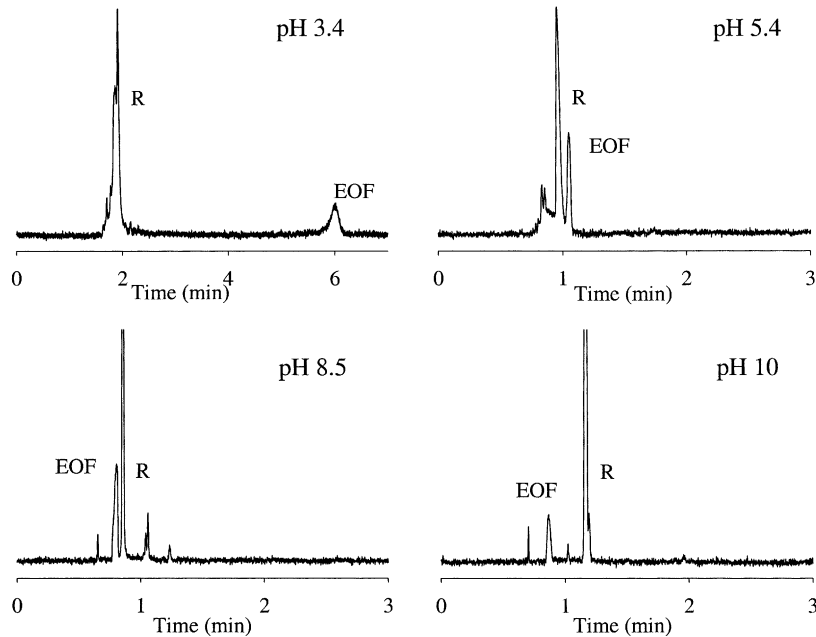 pH 3.4
R
EOF
0 2 4 6
Time (min)
pH 5.4
R
EOF
0 1 2 3
Time (min)
pH 8.5
EOF R
0 1 2 3
Time (min)
pH 10
EOF R
0 1 2 3
Time (min)